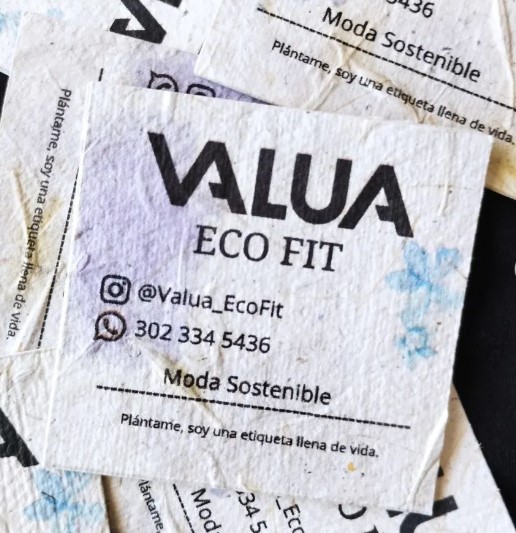 5436
Moda Sostenible
Plántame, soy una etiqueta llena de vida.
Plántame, soy una etiqueta llena de vida.
VALUA
ECO FIT
@Valua_EcoFit
302 334 5436
Moda Sostenible
Plántame, soy una etiqueta llena de vida.